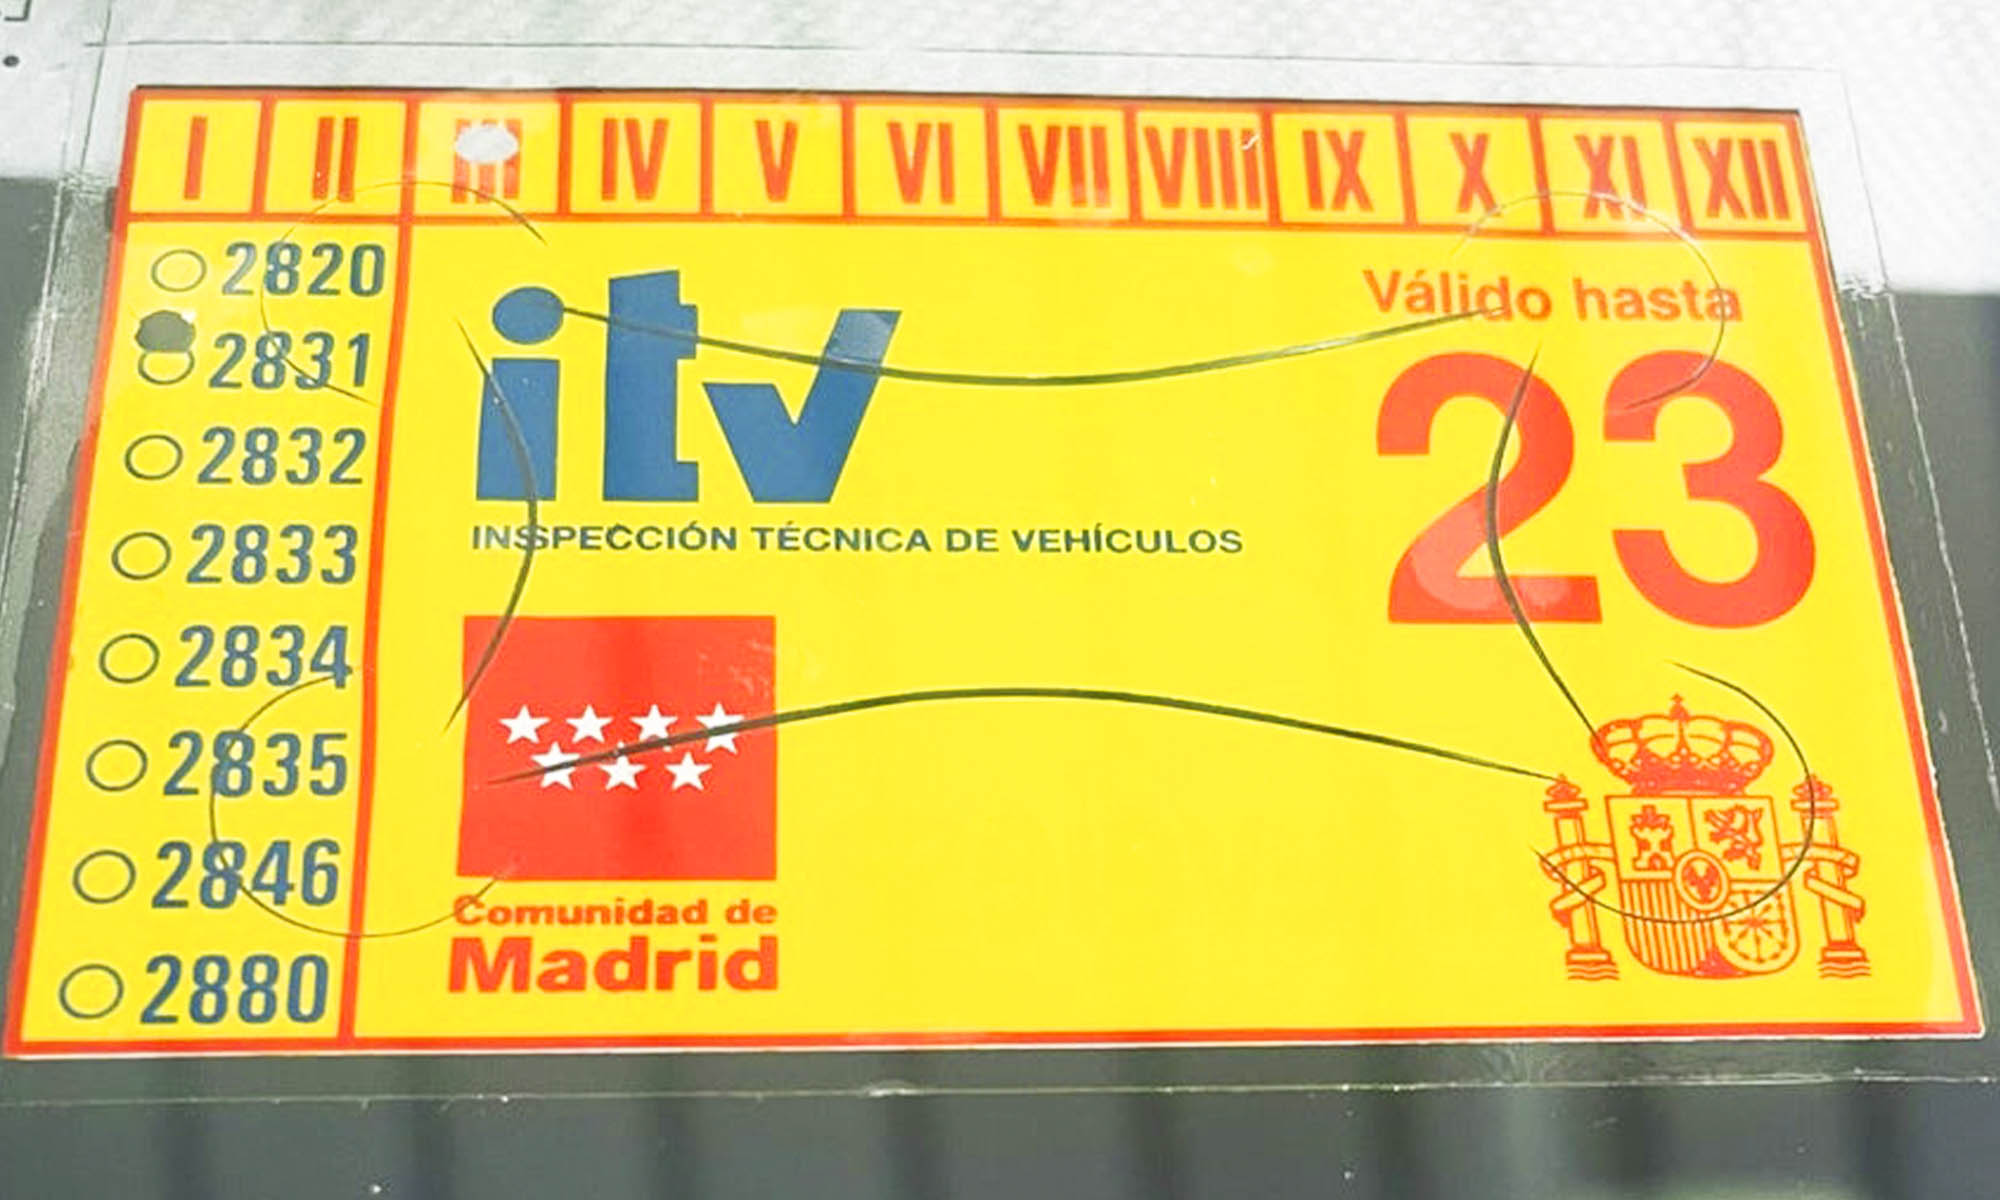 I II III IV V VI VII VIII IX X XI XII
2820
2831
2832
2833
2834
2835
2846
2880
itv
INSPECCIÓN TÉCNICA DE VEHÍCULOS
Comunidad de
Madrid
Válido hasta
23